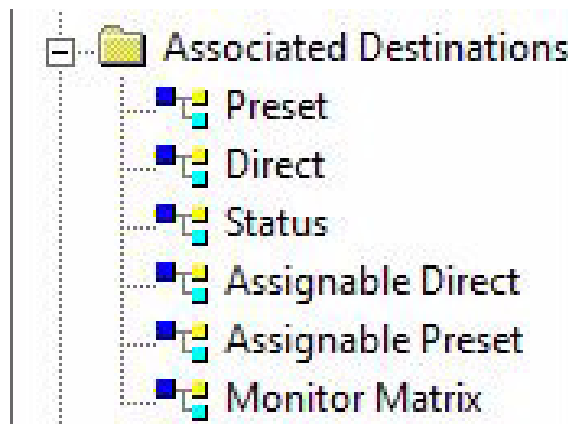 Associated Destinations
Preset
Direct
Status
Assignable Direct
Assignable Preset
Monitor Matrix